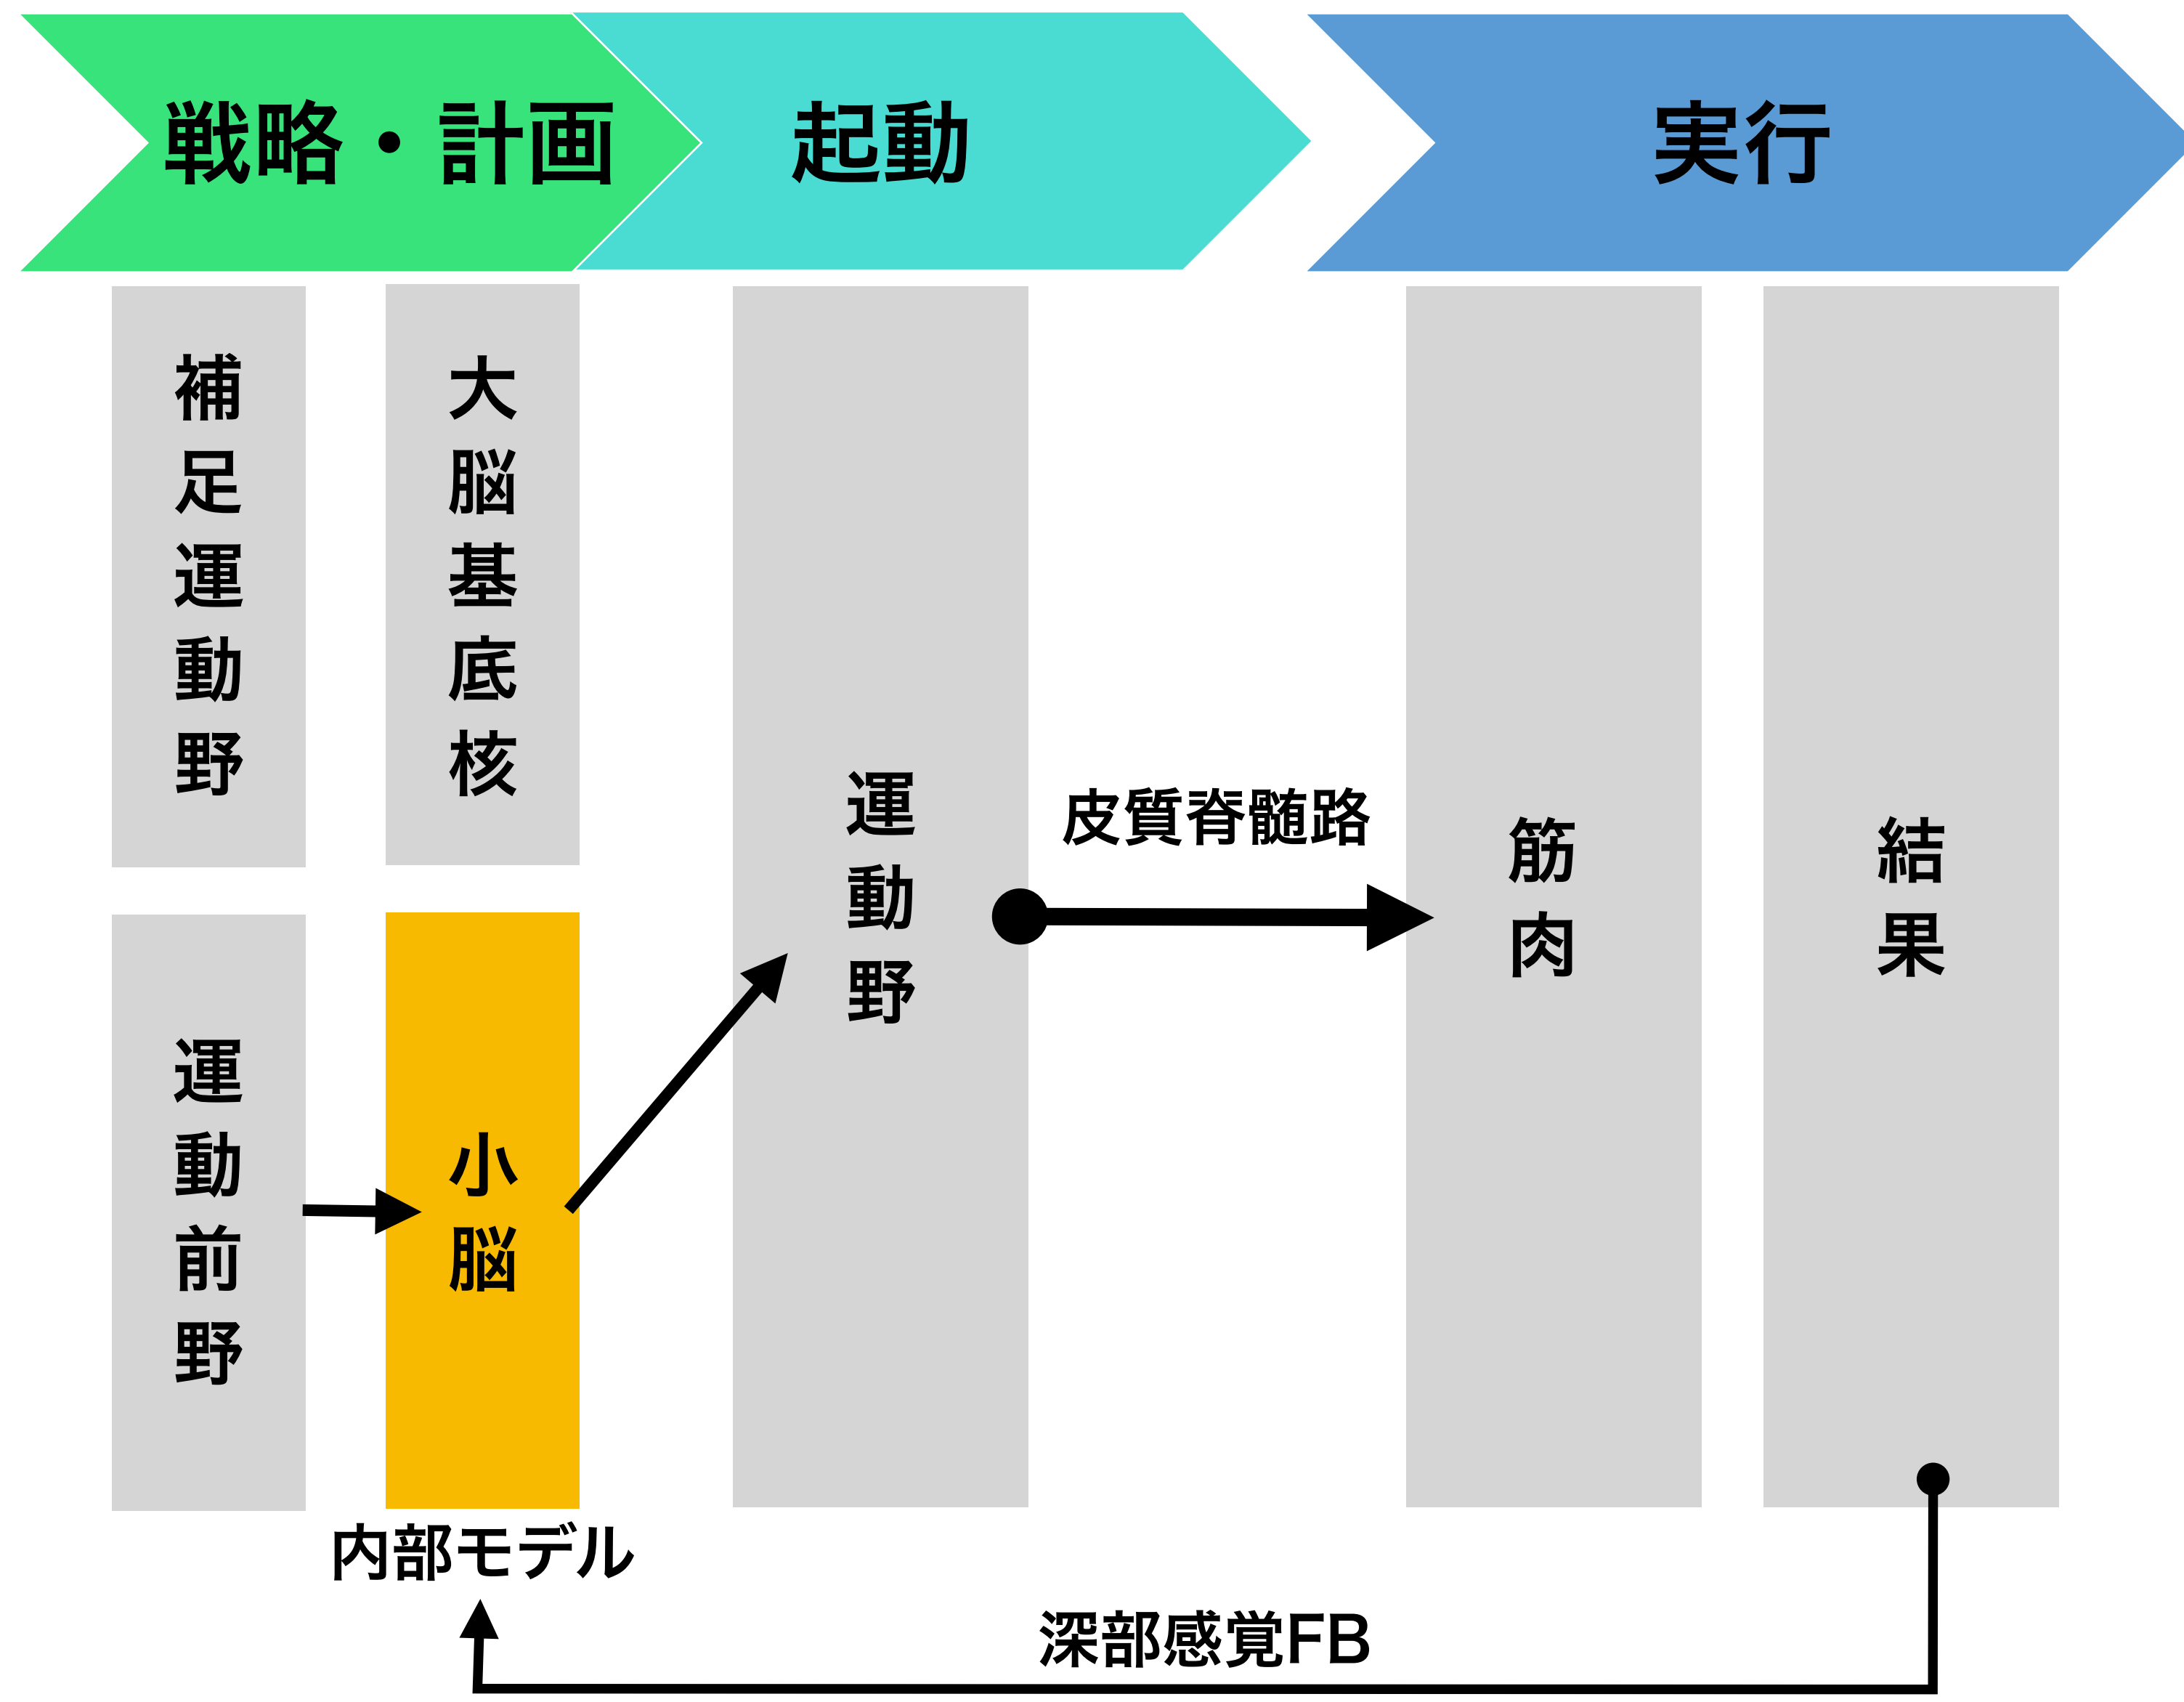 戦略・計画
起動
実行
補足運動野
大脳基底核
運動前野
小脳
運動野
皮質脊髄路
筋肉
結果
内部モデル
深部感覚FB